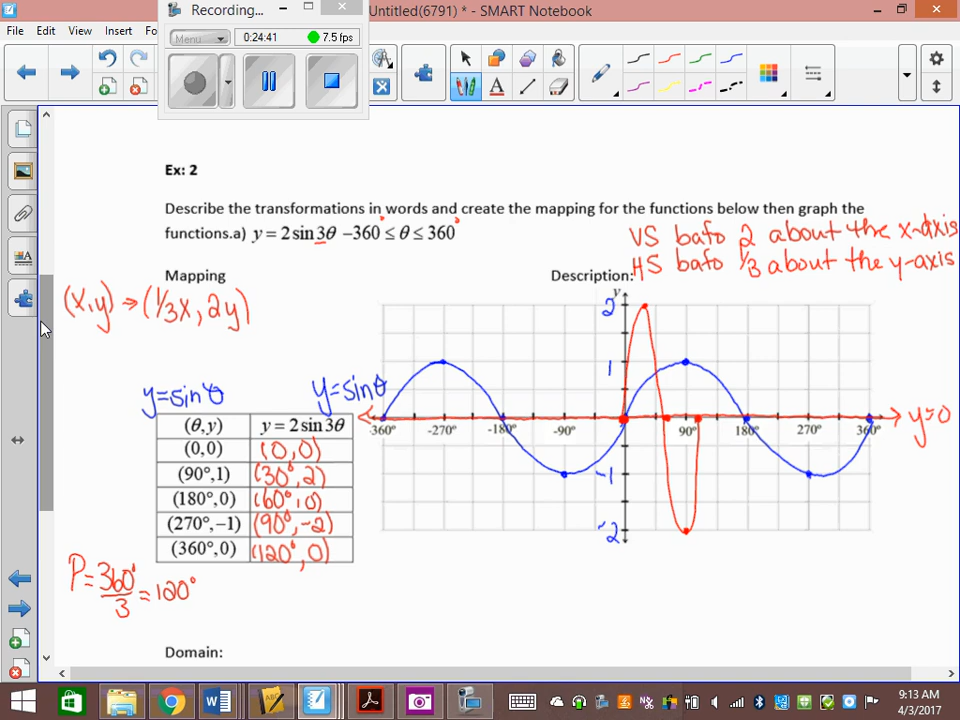 Recording...
Untitled(6791) - SMART Notebook
File Edit View Insert
Menu
0:24:41
7.5 fps
Ex: 2
Describe the transformations in words and create the mapping for the functions below then graph the
functions.a) y = 2 sin 3θ −360° ≤ θ ≤ 360°
VS bafo 2 about the x-axis
HS bafo 1/3 about the y-axis
Mapping
Description:
(x,y) → (1/3x, 2y)
y
2
1
y=sinθ
y=sinθ
y=0
-360° -270° -180° -90° 90° 180° 270° 360°
-1
-2
(θ,y) y = 2 sin 3θ
(0,0) (0,0)
(90°,1) (30°,2)
(180°,0) (60°,0)
(270°,−1) (90°,-2)
(360°,0) (120°,0)
P = 360°/3 = 120°
Domain:
9:13 AM
4/3/2017